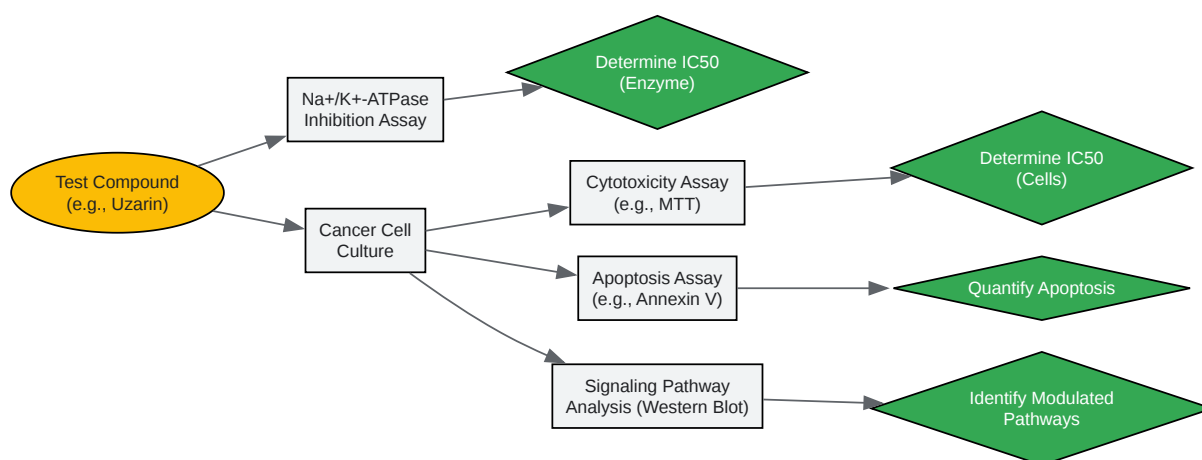 Test Compound
(e.g., Uzarin)
Na+/K+-ATPase
Inhibition Assay
Determine IC50
(Enzyme)
Cancer Cell
Culture
Cytotoxicity Assay
(e.g., MTT)
Determine IC50
(Cells)
Apoptosis Assay
(e.g., Annexin V)
Quantify Apoptosis
Signaling Pathway
Analysis (Western Blot)
Identify Modulated
Pathways